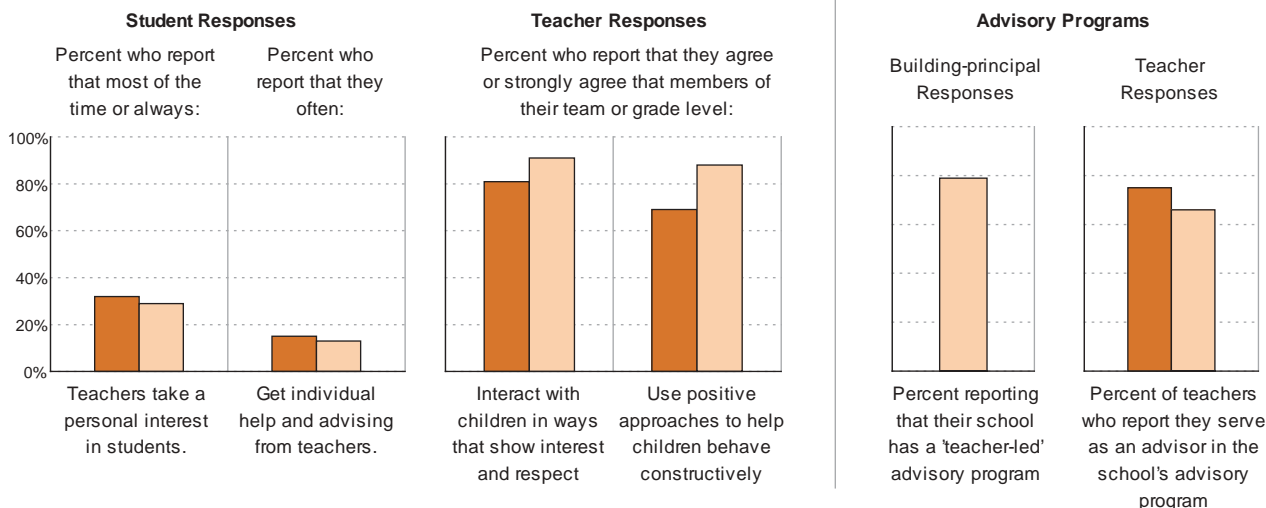 Student Responses
Percent who report
that most of the
time or always:
Percent who
report that they
often:
100%
80%
60%
40%
20%
0%
Teachers take a
personal interest
in students.
Get individual
help and advising
from teachers.
Teacher Responses
Percent who report that they agree
or strongly agree that members of
their team or grade level:
Interact with
children in ways
that show interest
and respect
Use positive
approaches to help
children behave
constructively
Advisory Programs
Building-principal
Responses
Teacher
Responses
Percent reporting
that their school
has a 'teacher-led’
advisory program
Percent of teachers
who report they serve
as an advisor in the
school’s advisory
program